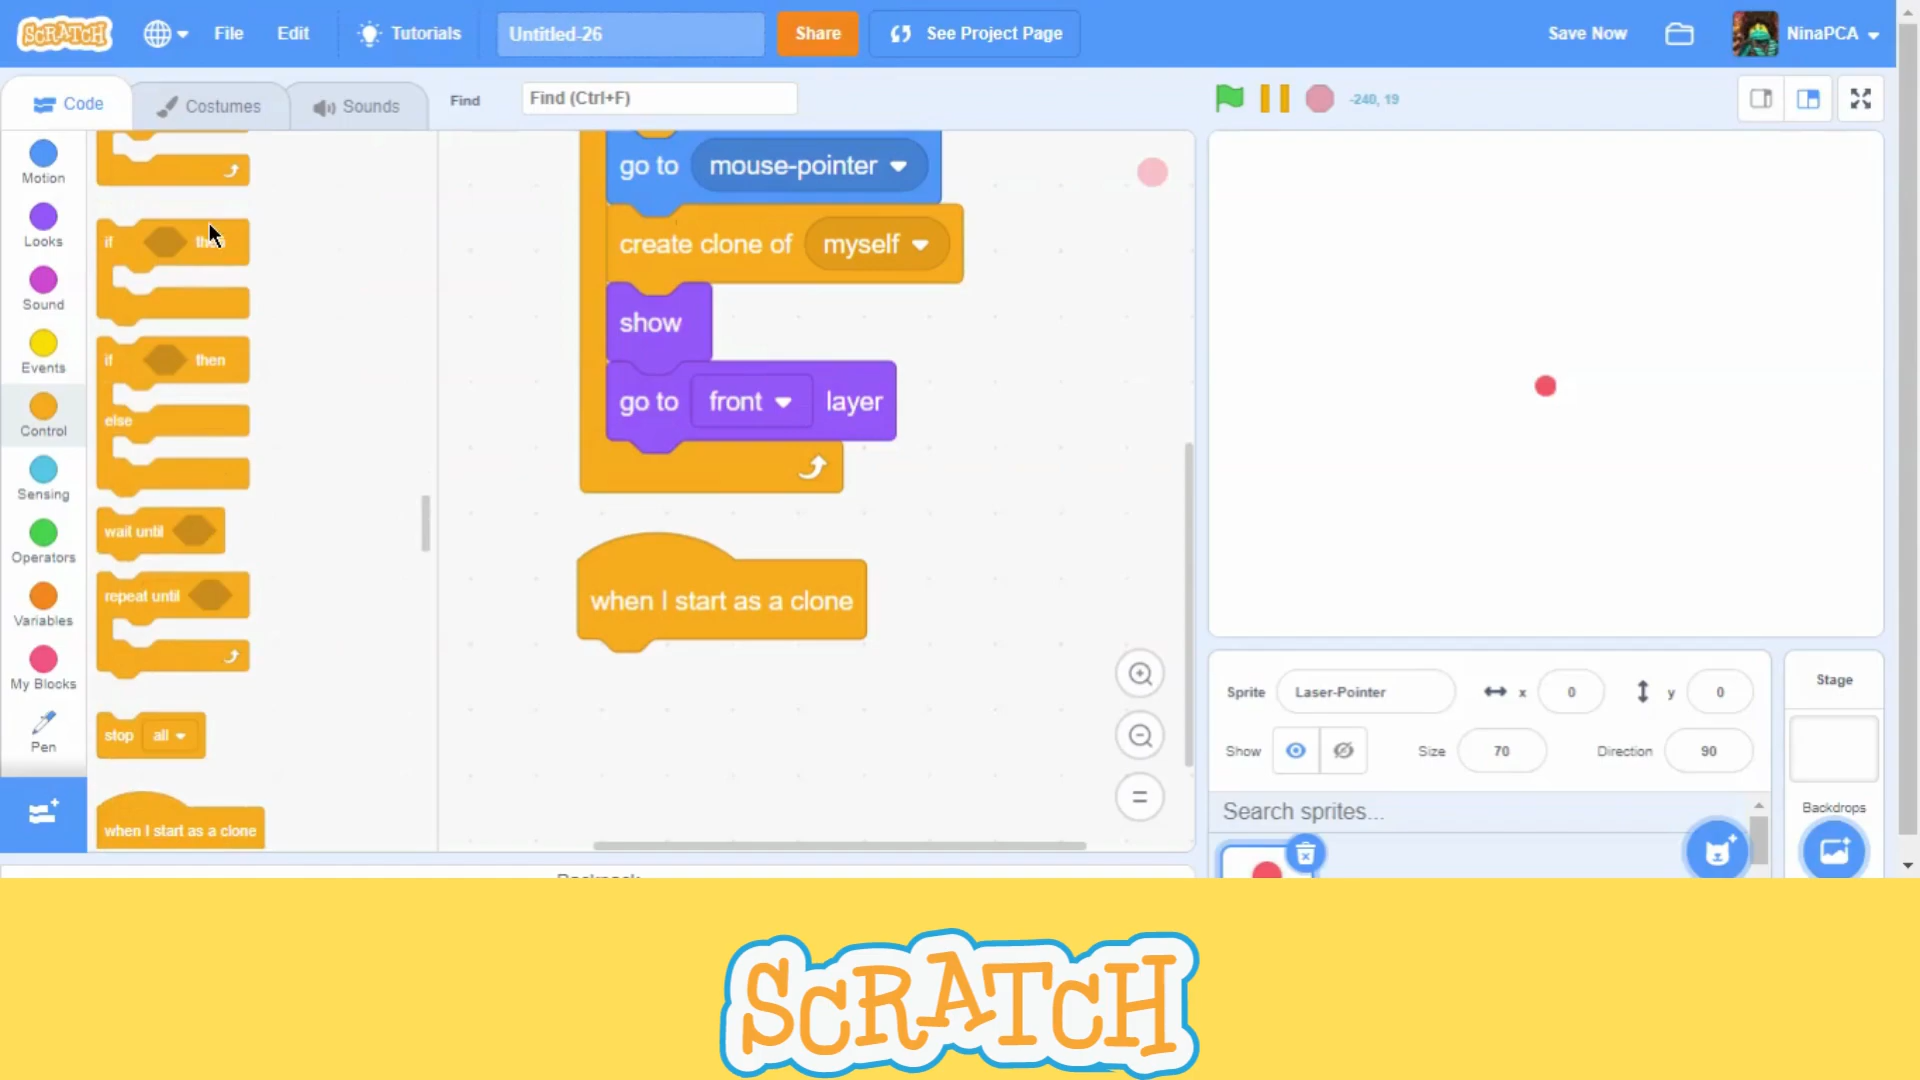 SCRATCH
File
Edit
Tutorials
Untitled-26
Share
See Project Page
Save Now
NinaPCA
Code
Costumes
Sounds
Find
Find (Ctrl+F)
-240, 19
Motion
Looks
Sound
Events
Control
Sensing
Operators
Variables
My Blocks
Pen
if then
if then
else
wait until
repeat until
stop all
when I start as a clone
go to mouse-pointer
create clone of myself
show
go to front layer
when I start as a clone
Sprite Laser-Pointer x 0 y 0
Show Size 70 Direction 90
Search sprites...
Stage
Backdrops
SCRATCH